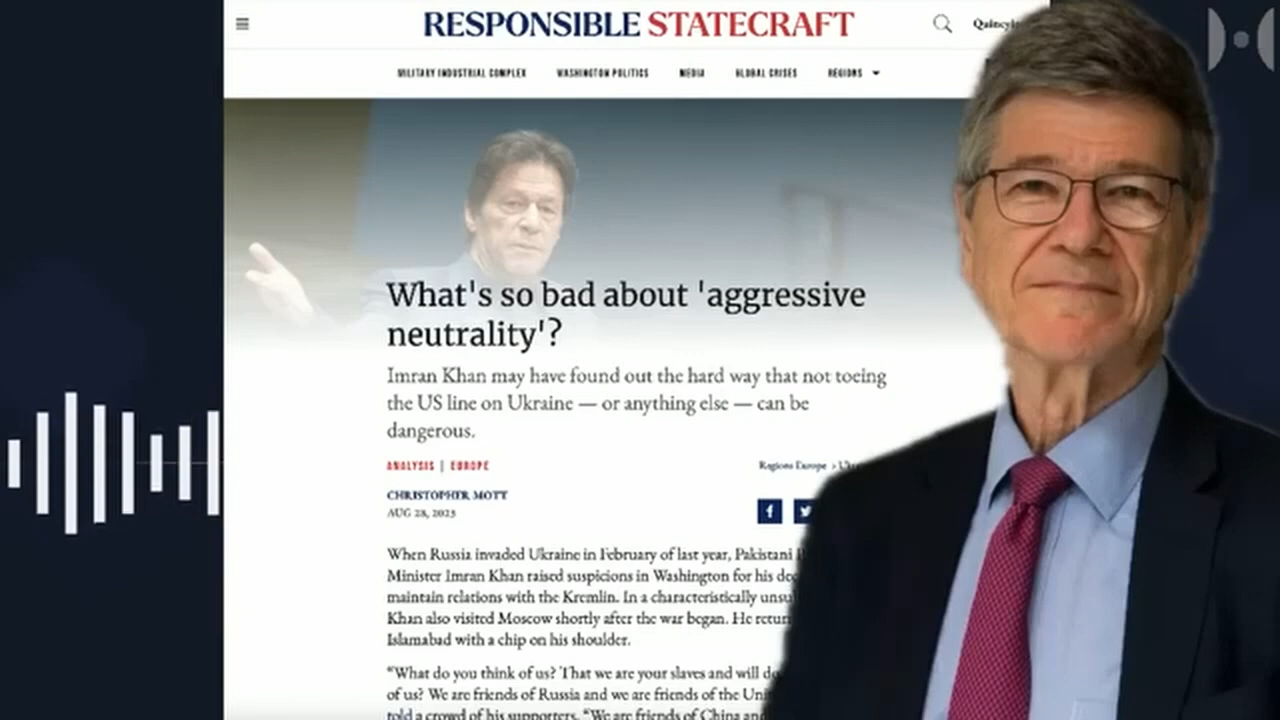 RESPONSIBLE STATECRAFT
MILITARY INDUSTRIAL COMPLEX WASHINGTON POLITICS MEDIA GLOBAL CRISES REGIONS
What's so bad about 'aggressive
neutrality'?
Imran Khan may have found out the hard way that not toeing
the US line on Ukraine — or anything else — can be
dangerous.
ANALYSIS | EUROPE
Regions Europe >
CHRISTOPHER MOTT
AUG 28, 2023
When Russia invaded Ukraine in February of last year, Pakistani
Minister Imran Khan raised suspicions in Washington for his
maintain relations with the Kremlin. In a characteristically
Khan also visited Moscow shortly after the war began. He
Islamabad with a chip on his shoulder.
“What do you think of us? That we are your slaves and will
of us? We are friends of Russia and we are friends of the
told a crowd of his supporters. “We are friends of China and